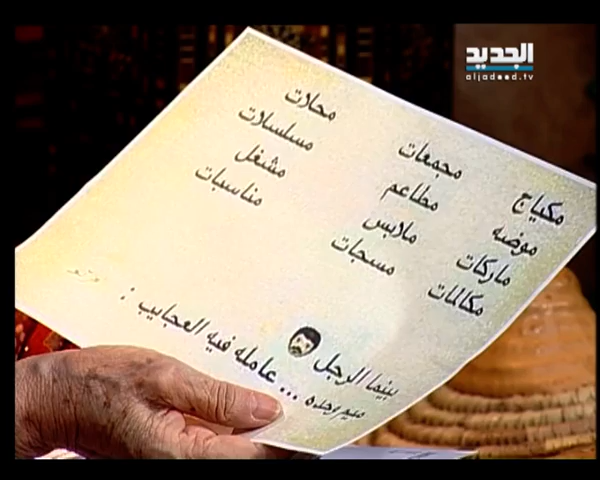 الجديد
aljadeed.tv
مكياج مجمعات محلات
موضه مطاعم مسلسلات
ماركات ملابس مشغل
مكالمات مسجات مناسبات
بينما الرجل
... عامله فيه العجايب :